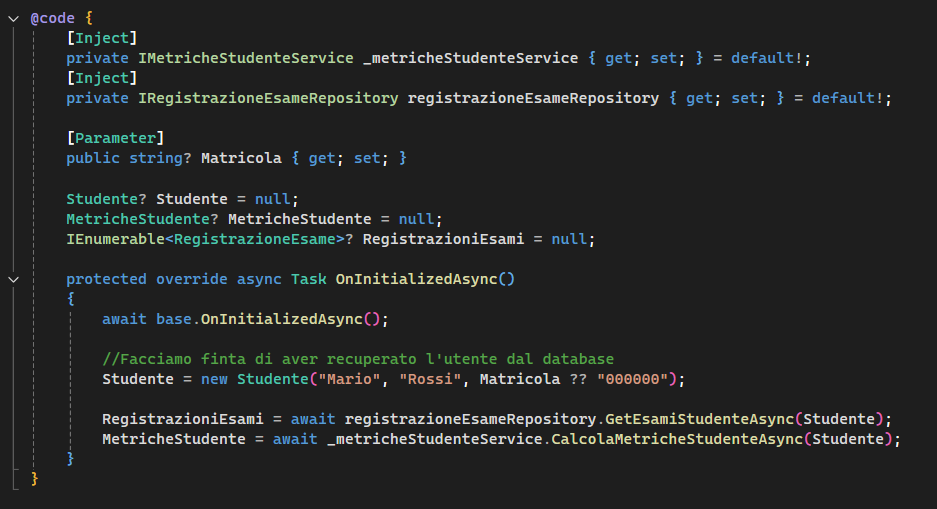 @code {
[Inject]
private IMetricheStudenteService _metricheStudenteService { get; set; } = default!;
[Inject]
private IRegistrazioneEsameRepository registrazioneEsameRepository { get; set; } = default!;
[Parameter]
public string? Matricola { get; set; }
Studente? Studente = null;
MetricheStudente? MetricheStudente = null;
IEnumerable<RegistrazioneEsame>? RegistrazioniEsami = null;
protected override async Task OnInitializedAsync()
{
await base.OnInitializedAsync();
//Facciamo finta di aver recuperato l'utente dal database
Studente = new Studente("Mario", "Rossi", Matricola ?? "000000");
RegistrazioniEsami = await registrazioneEsameRepository.GetEsamiStudenteAsync(Studente);
MetricheStudente = await _metricheStudenteService.CalcolaMetricheStudenteAsync(Studente);
}
}